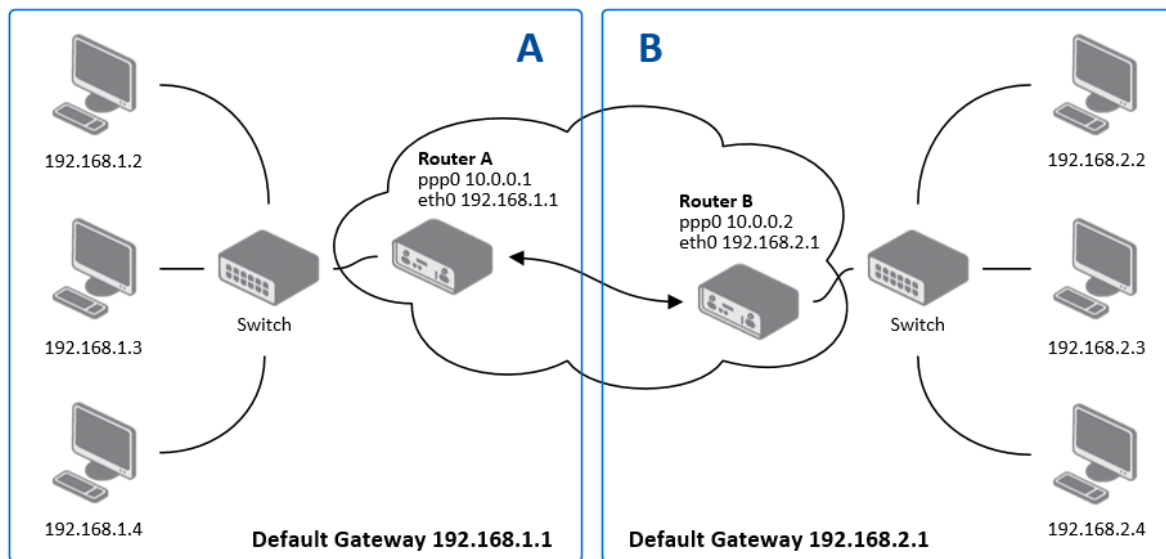 A
B
192.168.1.2
Router A
ppp0 10.0.0.1
eth0 192.168.1.1
192.168.2.2
Router B
ppp0 10.0.0.2
eth0 192.168.2.1
Switch
Switch
192.168.1.3
192.168.2.3
192.168.1.4
192.168.2.4
Default Gateway 192.168.1.1
Default Gateway 192.168.2.1